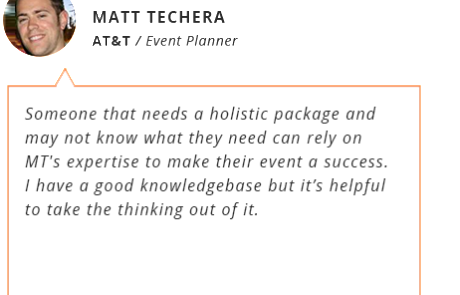 MATT TECHERA
AT&T / Event Planner
Someone that needs a holistic package and
may not know what they need can rely on
MT's expertise to make their event a success.
I have a good knowledgebase but it’s helpful
to take the thinking out of it.